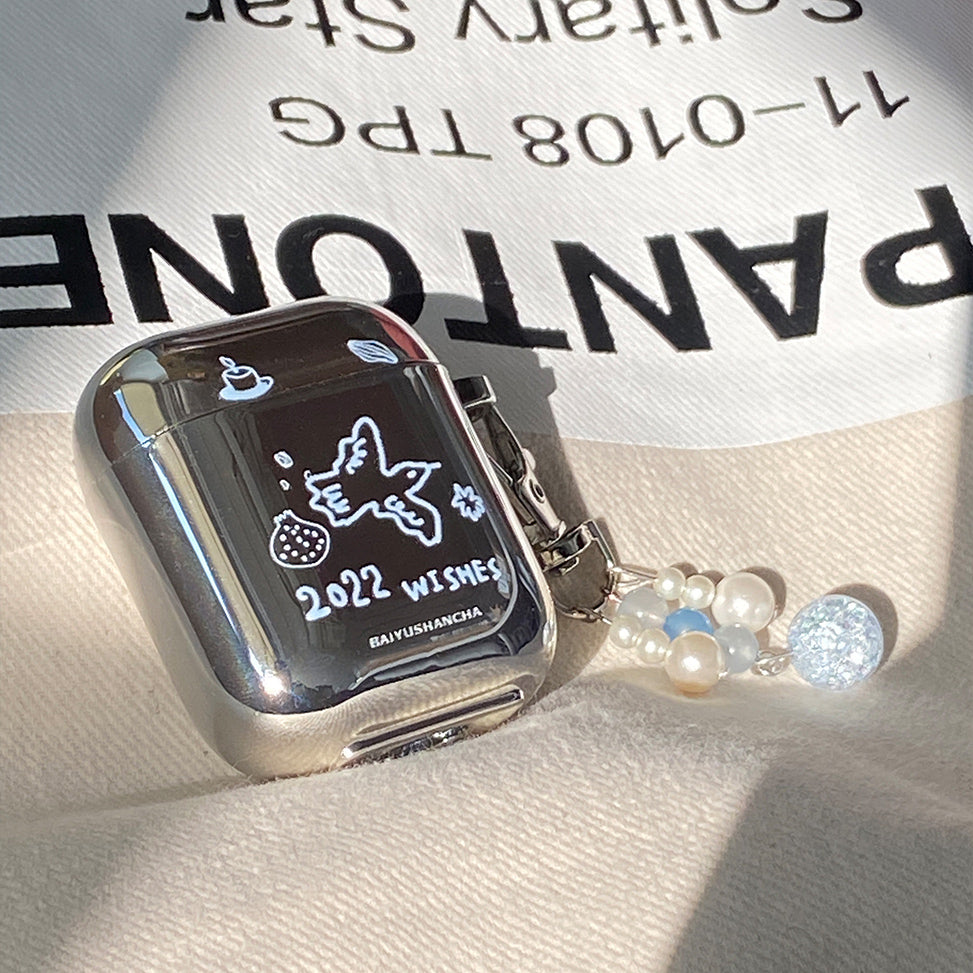 PANTONE
11-0108 TPG
Solitary Star
2022 WISHES
BAIYUSHANCHA